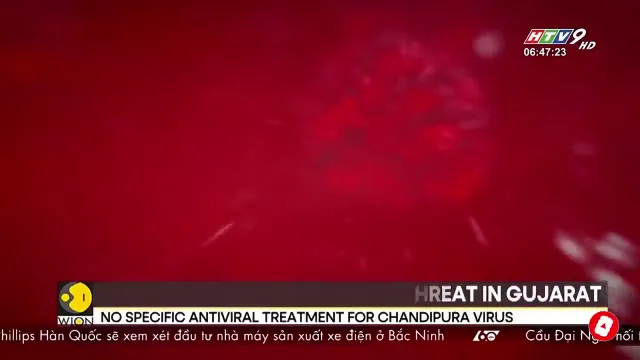 HTV9 HD
06:47:23
HREAT IN GUJARAT
WION
NO SPECIFIC ANTIVIRAL TREATMENT FOR CHANDIPURA VIRUS
hillips Hàn Quốc sẽ xem xét đầu tư nhà máy sản xuất xe điện ở Bắc Ninh
Cầu Đại Ng nối